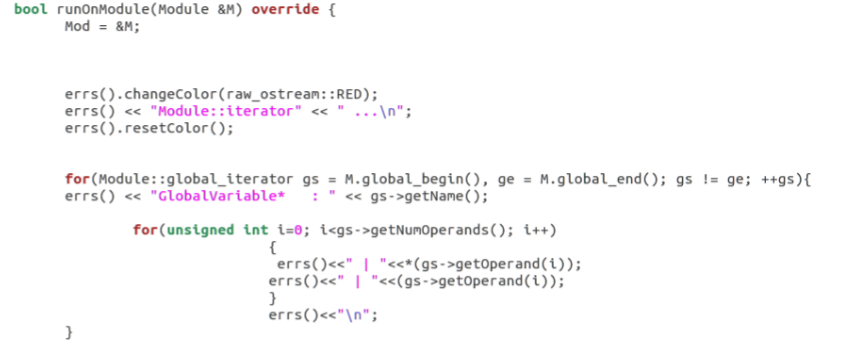 bool runOnModule(Module &M) override {
Mod = &M;
errs().changeColor(raw_ostream::RED);
errs() << "Module::iterator" << " ...\n";
errs().resetColor();
for(Module::global_iterator gs = M.global_begin(), ge = M.global_end(); gs != ge; ++gs){
errs() << "GlobalVariable*   : " << gs->getName();
for(unsigned int i=0; i<gs->getNumOperands(); i++)
{
errs()<<" | "<<*(gs->getOperand(i));
errs()<<" | "<<(gs->getOperand(i));
}
errs()<<"\n";
}